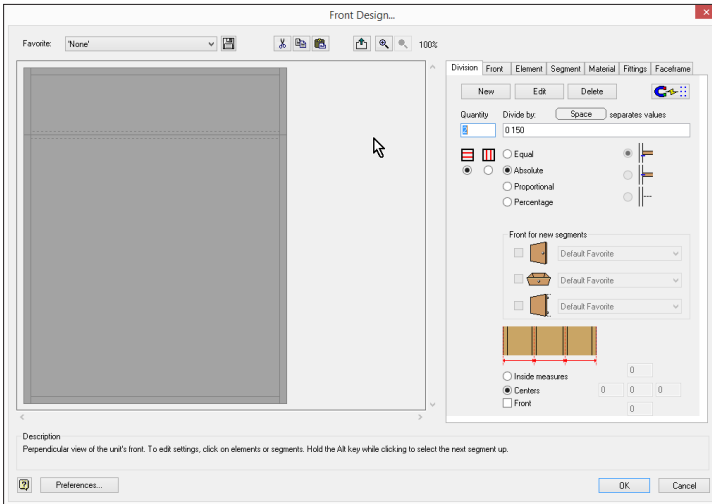 Front Design...
Favorite: 'None' 100%
Division Front Element Segment Material Fittings Faceframe
New Edit Delete
Quantity Divide by: Space separates values
2 0 150
Equal
Absolute
Proportional
Percentage
Front for new segments
Default Favorite
Default Favorite
Default Favorite
Inside measures 0
Centers 0 0 0
Front 0
Description
Perpendicular view of the unit's front. To edit settings, click on elements or segments. Hold the Alt key while clicking to select the next segment up.
Preferences... OK Cancel